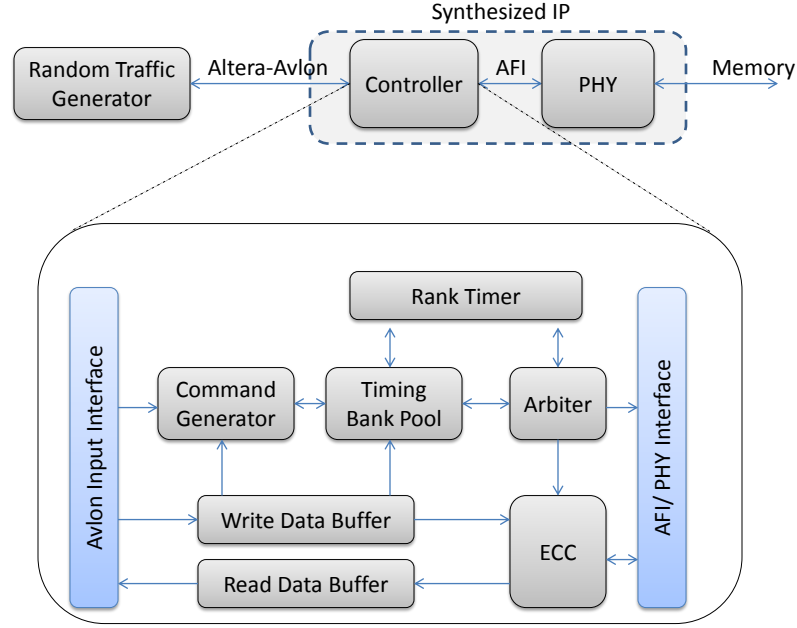 Synthesized IP
Random Traffic
Generator
Altera-Avlon
Controller
AFI
PHY
Memory
Rank Timer
Avlon Input Interface
Command
Generator
Timing
Bank Pool
Arbiter
AFI/ PHY Interface
Write Data Buffer
ECC
Read Data Buffer